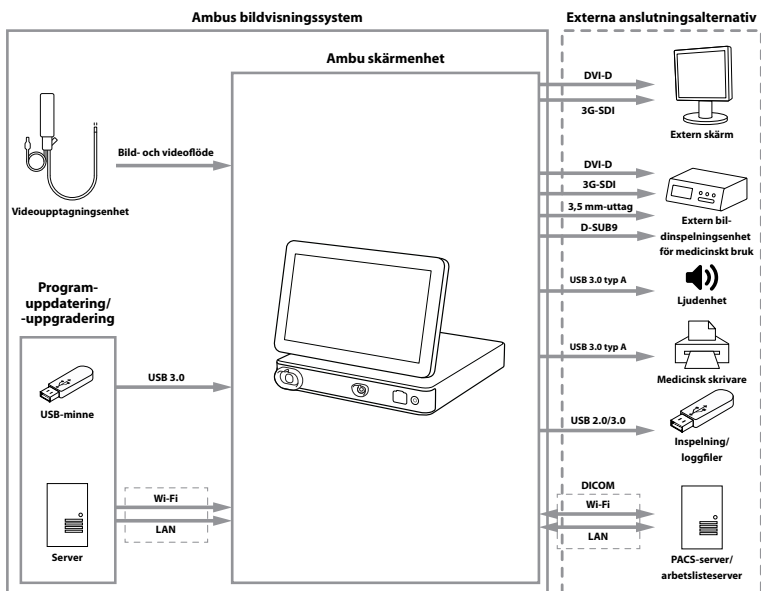 Ambus bildvisningssystem
Externa anslutningsalternativ
Ambu skärmenhet
Bild- och videoflöde
Videoupptagningsenhet
Program-
uppdatering/
-uppgradering
USB 3.0
USB-minne
Wi-Fi
LAN
Server
DVI-D
3G-SDI
Extern skärm
DVI-D
3G-SDI
3,5 mm-uttag
D-SUB9
Extern bil-
dinspelningsenhet
för medicinskt bruk
USB 3.0 typ A
Ljudenhet
USB 3.0 typ A
Medicinsk skrivare
USB 2.0/3.0
Inspelning/
loggfiler
DICOM
Wi-Fi
LAN
PACS-server/
arbetslisteserver